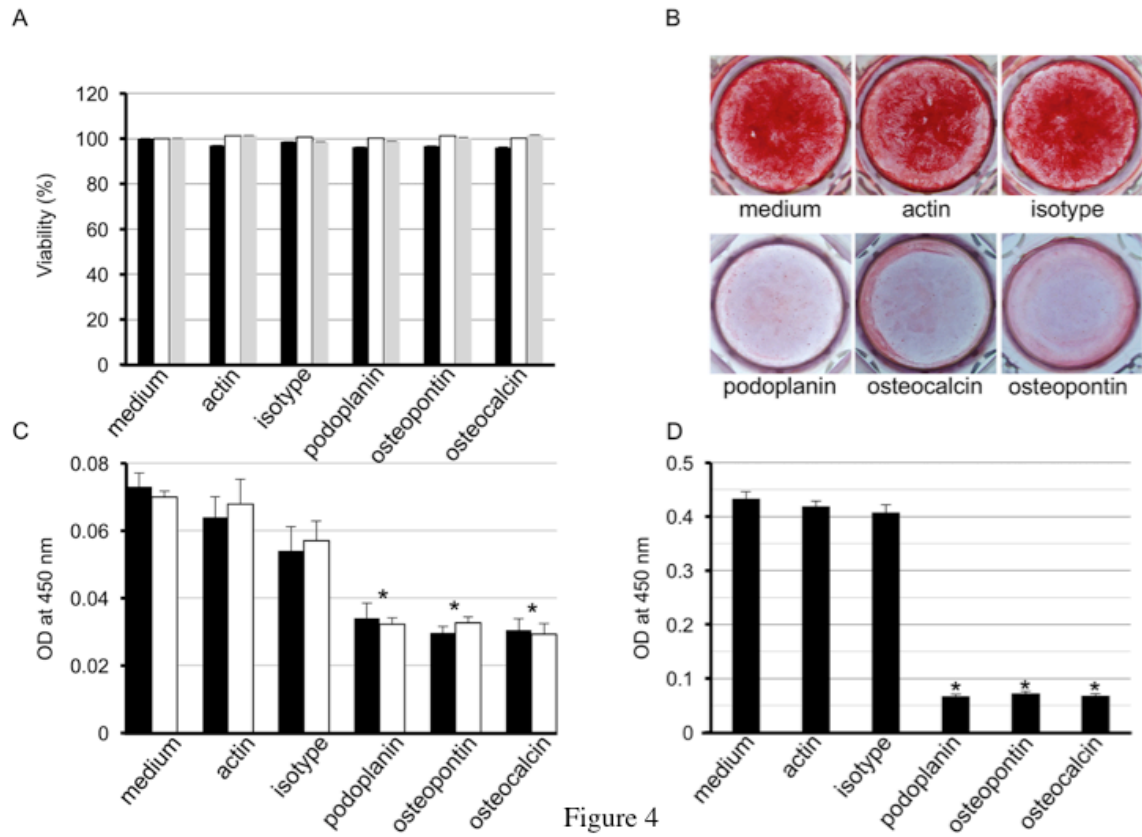 A
120
100
80
60
40
20
0
Viability (%)
medium
actin
isotype
podoplanin
osteopontin
osteocalcin
B
medium actin isotype
podoplanin osteocalcin osteopontin
C
0.08
0.06
0.04
0.02
0
OD at 450 nm
* * *
medium
actin
isotype
podoplanin
osteopontin
osteocalcin
D
0.5
0.4
0.3
0.2
0.1
0
OD at 450 nm
* * *
medium
actin
isotype
podoplanin
osteopontin
osteocalcin
Figure 4